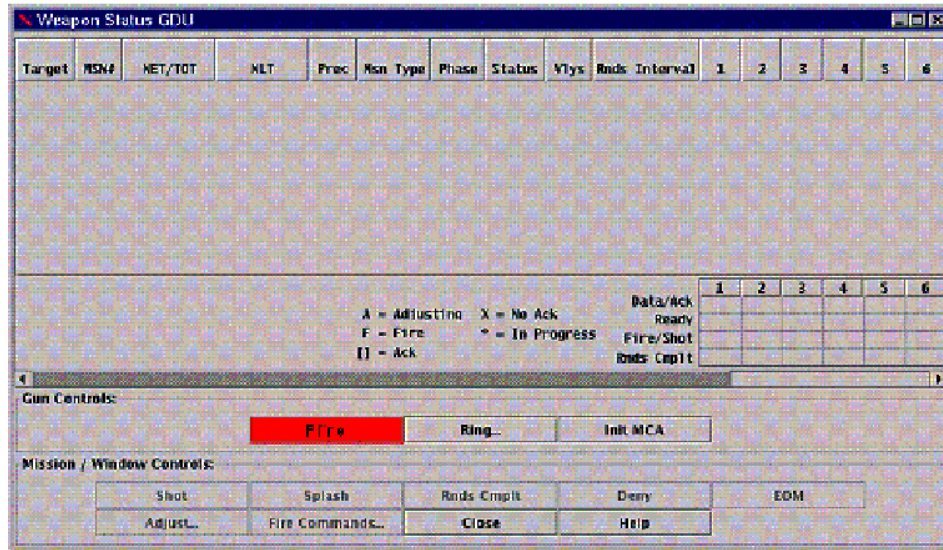 Weapon Status GDU
Target MSN# NET/TOT NLT Prec Msn Type Phase Status Vlys Rnds Interval 1 2 3 4 5 6
1 2 3 4 5 6
A = Adjusting X = No Ack Data/Ack
F = Fire * = In Progress Ready
[] = Ack Fire/Shot
Rnds Cmplt
Gun Controls:
Fire Ring... Init MCA
Mission / Window Controls:
Shot Splash Rnds Cmplt Deny EOM
Adjust... Fire Commands... Close Help